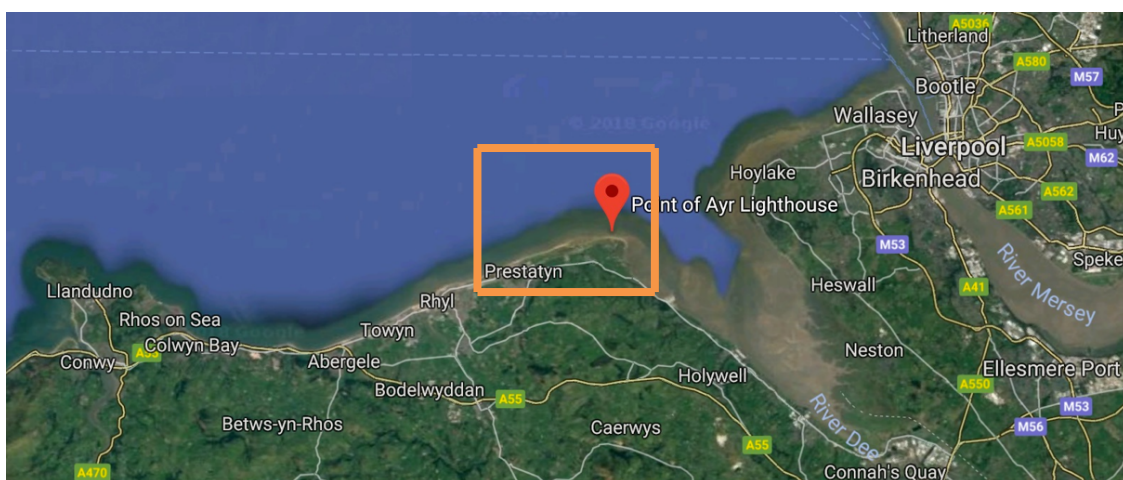 A5036
Litherland
A580
M57
Bootle
Wallasey
© 2018 Google
Liverpool
A5058
M62
Hoylake
Birkenhead
A562
Point of Ayr Lighthouse
A561
M53
River Mersey
Speke
Prestatyn
Heswall
A41
Llandudno
Rhyl
Rhos on Sea
Towyn
Colwyn Bay
Conwy
Abergele
Neston
Holywell
Ellesmere Port
Bodelwyddan
A55
A550
M53
River Dee
M56
Betws-yn-Rhos
Caerwys
A55
A470
Connah's Quay